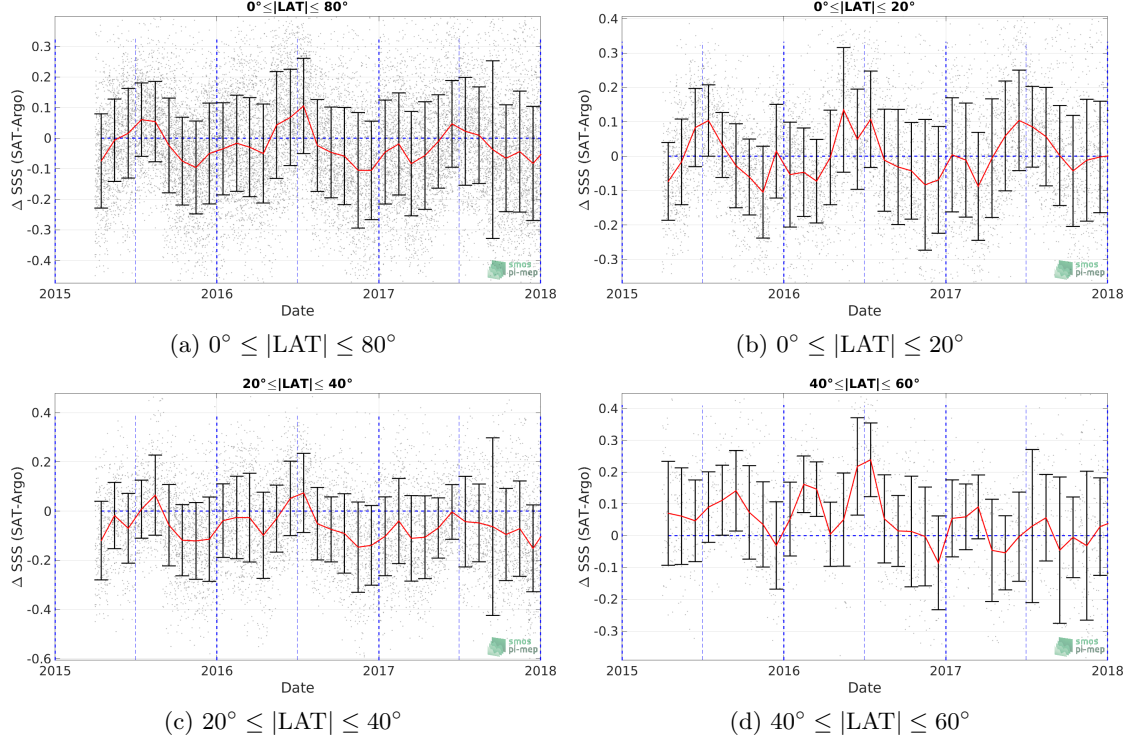 0°≤|LAT|≤ 80°
Δ SSS (SAT-Argo)
0.3
0.2
0.1
0
-0.1
-0.2
-0.3
-0.4
2015
2016
2017
2018
Date
smos
pi-mep
(a) 0° ≤ |LAT| ≤ 80°
0°≤|LAT|≤ 20°
Δ SSS (SAT-Argo)
0.4
0.3
0.2
0.1
0
-0.1
-0.2
-0.3
2015
2016
2017
2018
Date
smos
pi-mep
(b) 0° ≤ |LAT| ≤ 20°
20°≤|LAT|≤ 40°
Δ SSS (SAT-Argo)
0.4
0.2
0
-0.2
-0.4
-0.6
2015
2016
2017
2018
Date
smos
pi-mep
(c) 20° ≤ |LAT| ≤ 40°
40°≤|LAT|≤ 60°
Δ SSS (SAT-Argo)
0.4
0.3
0.2
0.1
0
-0.1
-0.2
-0.3
2015
2016
2017
2018
Date
smos
pi-mep
(d) 40° ≤ |LAT| ≤ 60°